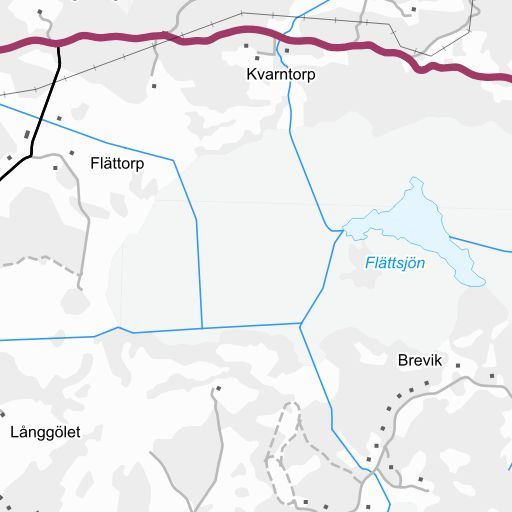 Kvarntorp
Flättorp
Flättsjön
Brevik
Långgölet